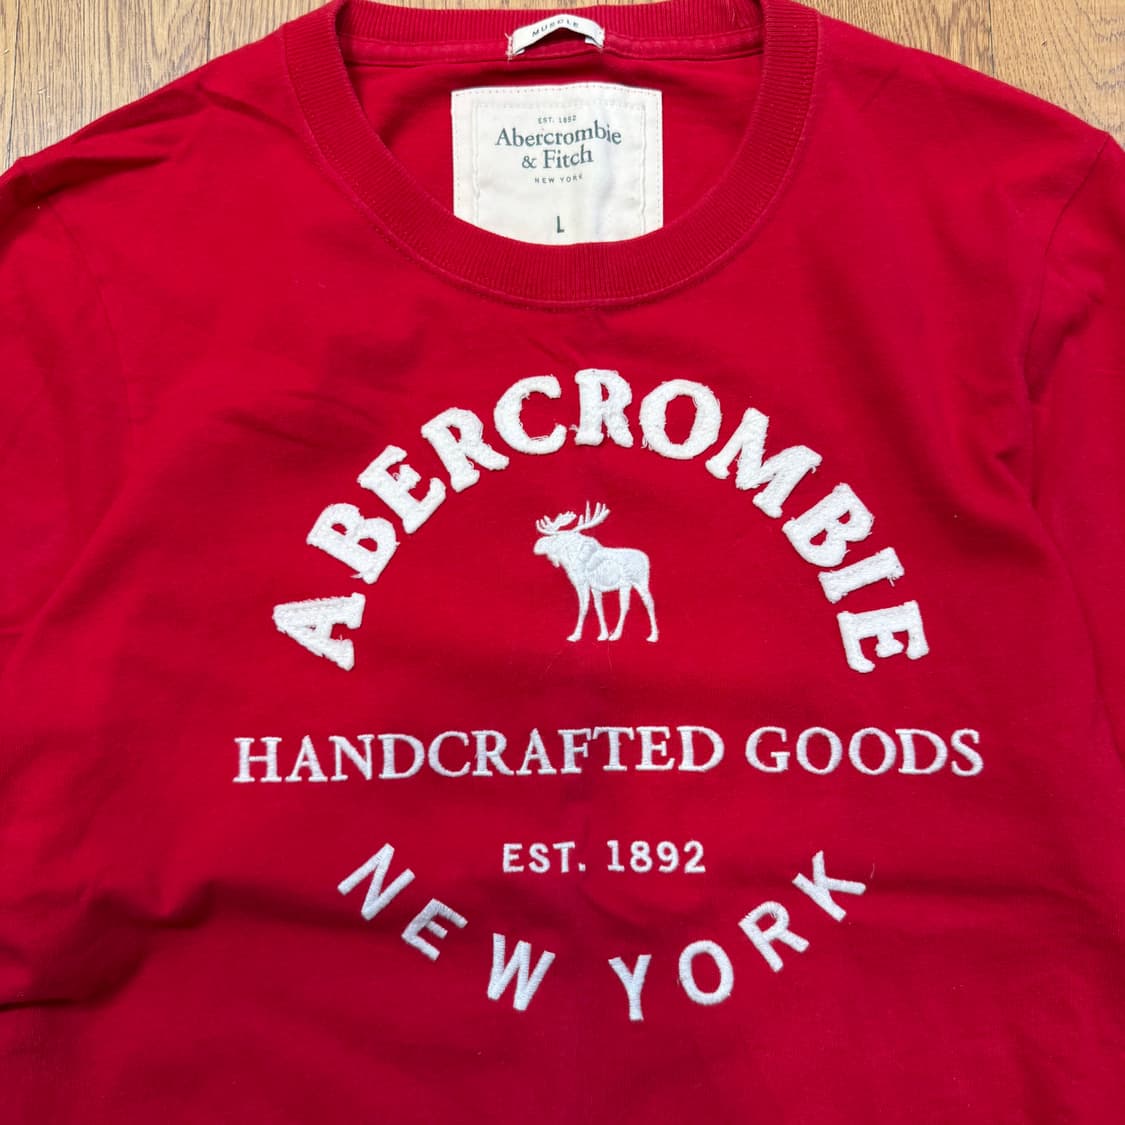 MUSCLE
EST. 1892
Abercrombie
& Fitch
NEW YORK
L
ABERCROMBIE
HANDCRAFTED GOODS
EST. 1892
NEW YORK